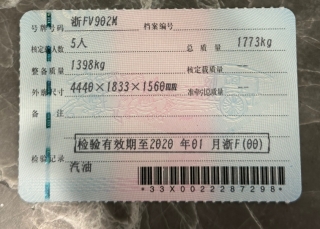 号牌号码 浙FV902M 档案编号
核定载人数 5人 总质量 1773kg
整备质量 1398kg 核定载质量 --
外廓尺寸 4440×1833×1560mm 准牵引总质量 --
备注
检验有效期至2020年01月浙F(00)
检验记录
汽油
*33X0022287298*